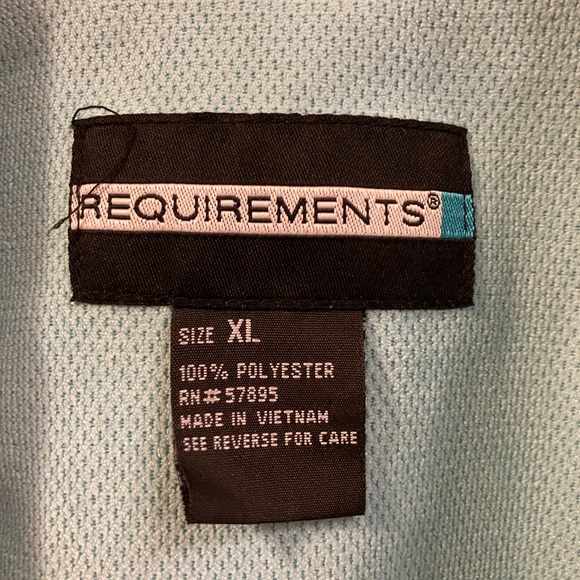 REQUIREMENTS®
SIZE XL
100% POLYESTER
RN#57895
MADE IN VIETNAM
SEE REVERSE FOR CARE